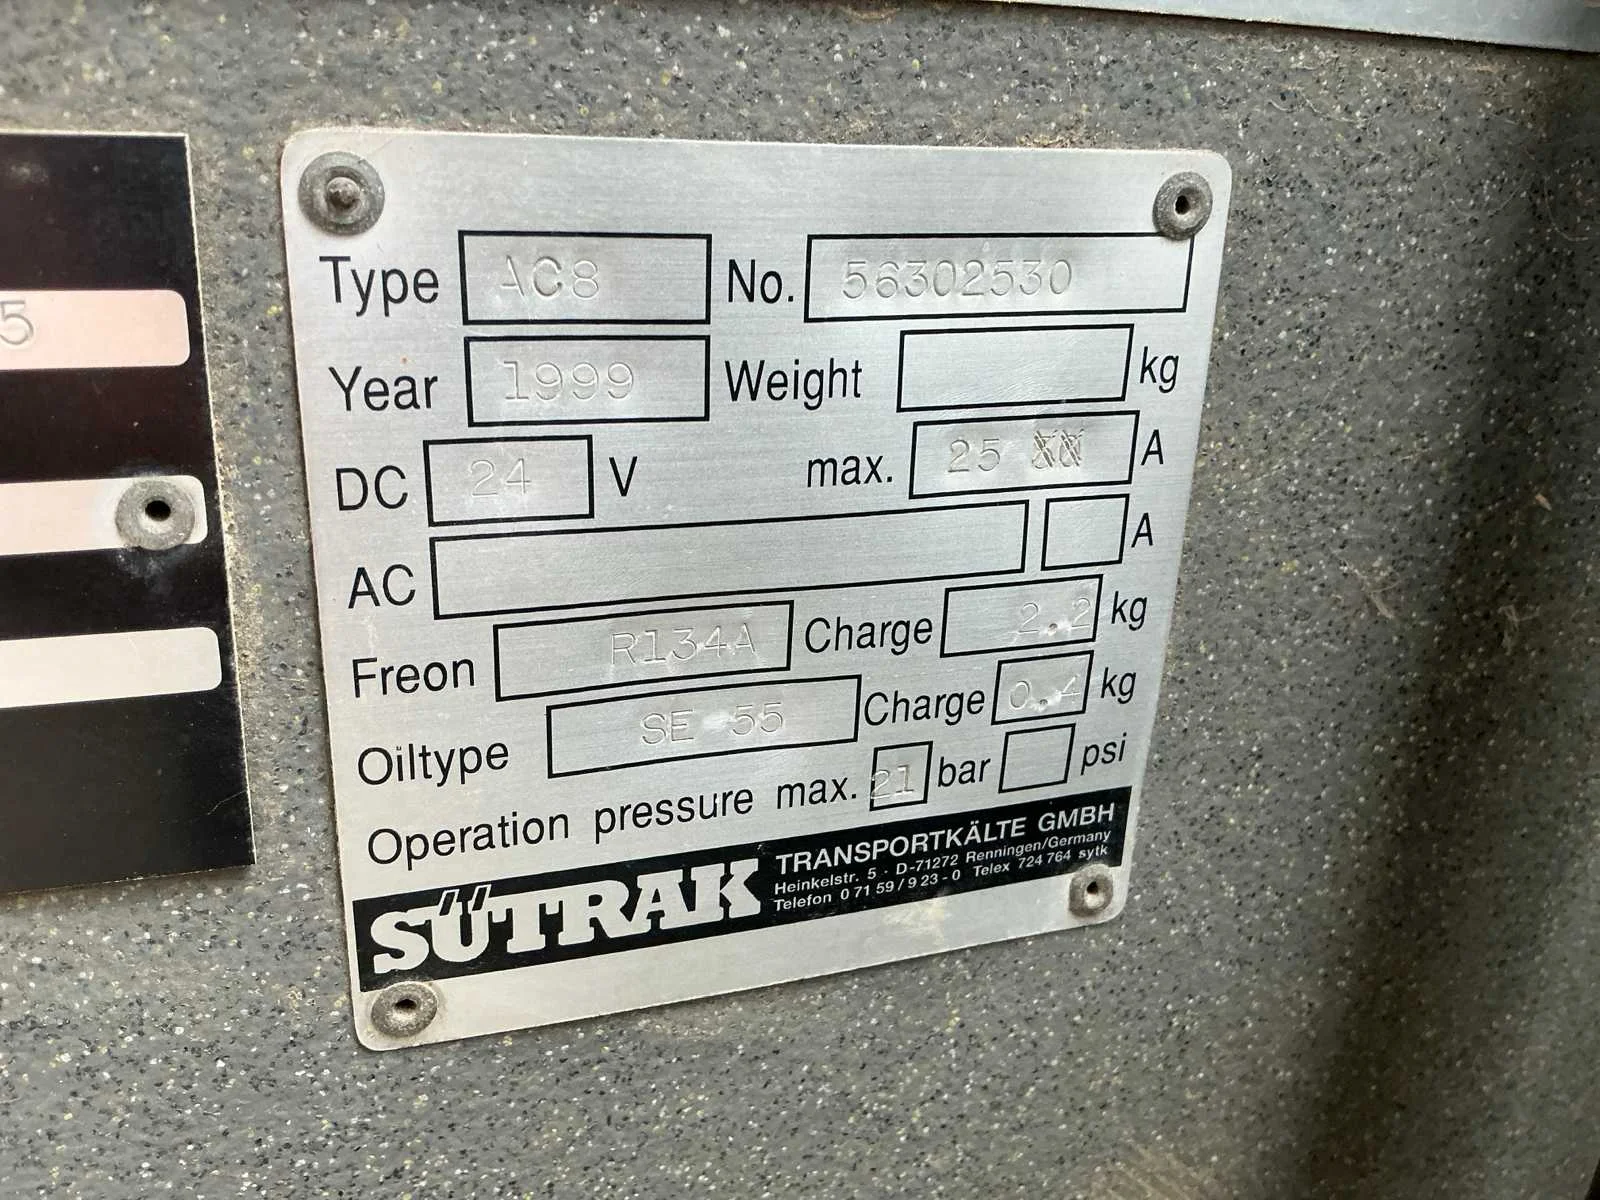 5
Type AC8 No. 56302530
Year 1999 Weight kg
DC 24 V max. 25 A
AC A
Freon R134A Charge 2.2 kg
Oiltype SE 55 Charge 0.4 kg
Operation pressure max. 21 bar psi
SÜTRAK TRANSPORTKÄLTE GMBH
Heinkelstr. 5 · D-71272 Renningen/Germany
Telefon 0 71 59 / 9 23 - 0 Telex 724 764 sytk